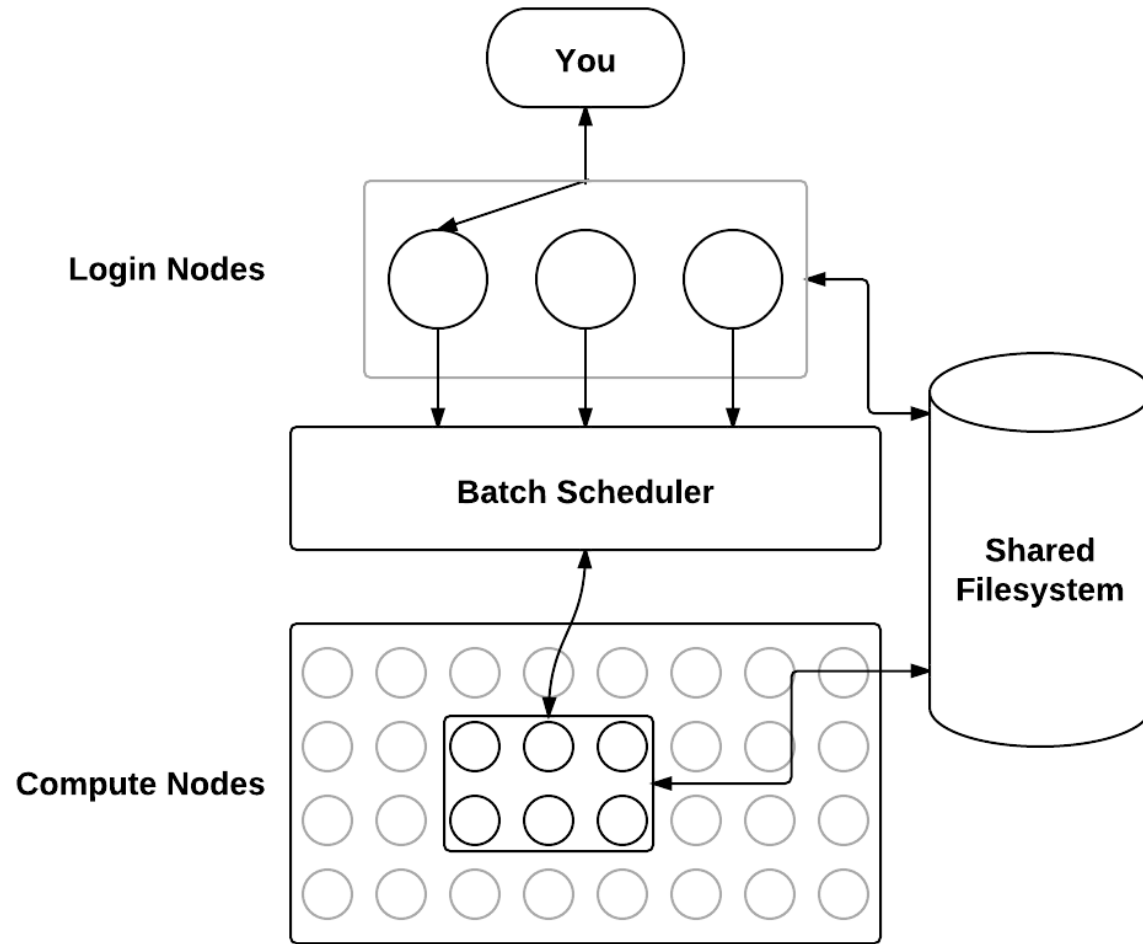 You
Login Nodes
Batch Scheduler
Shared
Filesystem
Compute Nodes